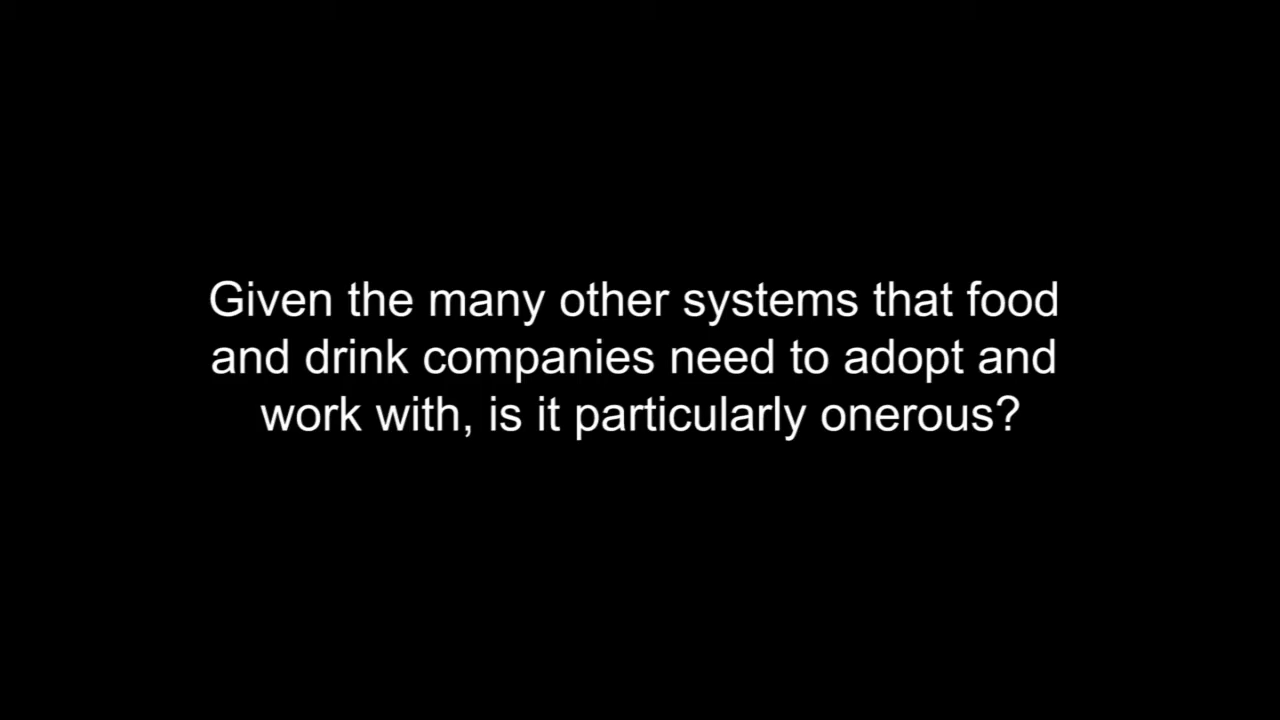 Given the many other systems that food
and drink companies need to adopt and
work with, is it particularly onerous?